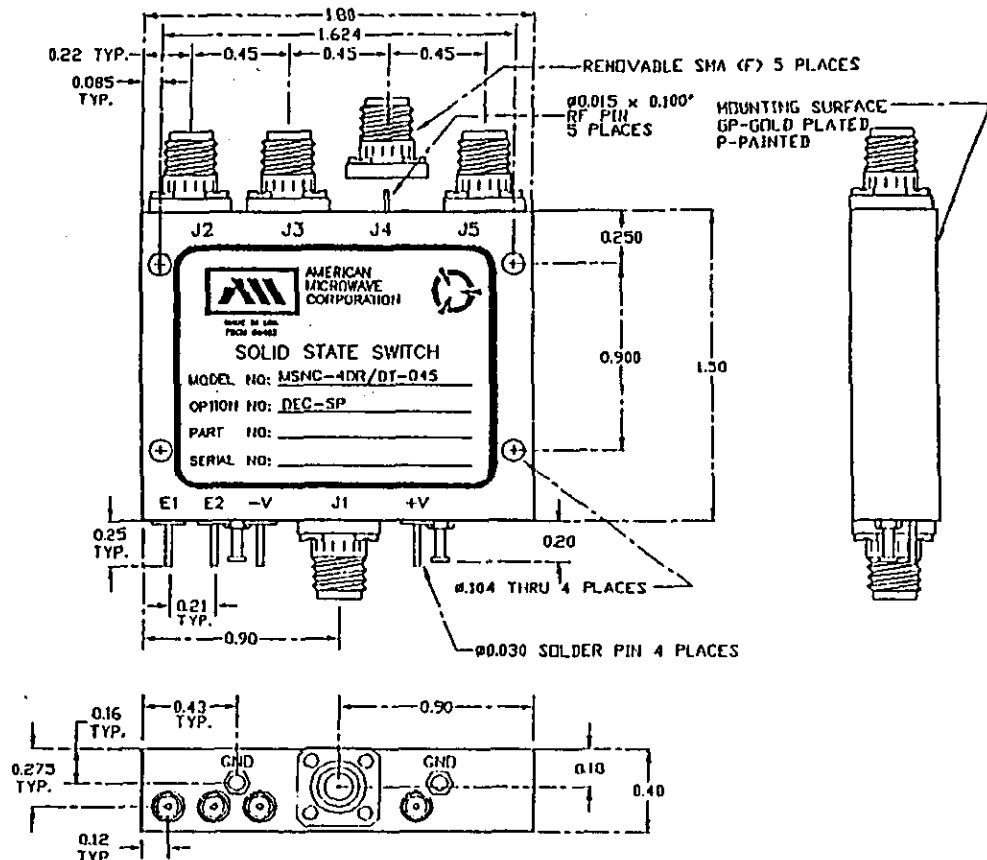 1.80
1.624
0.22 TYP. 0.45 0.45 0.45
0.085
TYP.
REMOVABLE SMA (F) 5 PLACES
ø0.015 x 0.100"
RF PIN
5 PLACES
MOUNTING SURFACE
GP-GOLD PLATED
P-PAINTED
J2 J3 J4 J5
0.250
0.900
1.50
AMERICAN
MICROWAVE
CORPORATION
MADE IN USA
SOLID STATE SWITCH
MODEL NO: MSNC-4DR/DT-045
OPTION NO: DEC-SP
PART NO:
SERIAL NO:
E1 E2 -V J1 +V
0.25
TYP.
0.20
ø.104 THRU 4 PLACES
0.21
TYP.
0.90
ø0.030 SOLDER PIN 4 PLACES
0.16
TYP.
0.43
TYP.
0.90
GND GND
0.275
TYP.
0.10
0.40
0.12
TYP